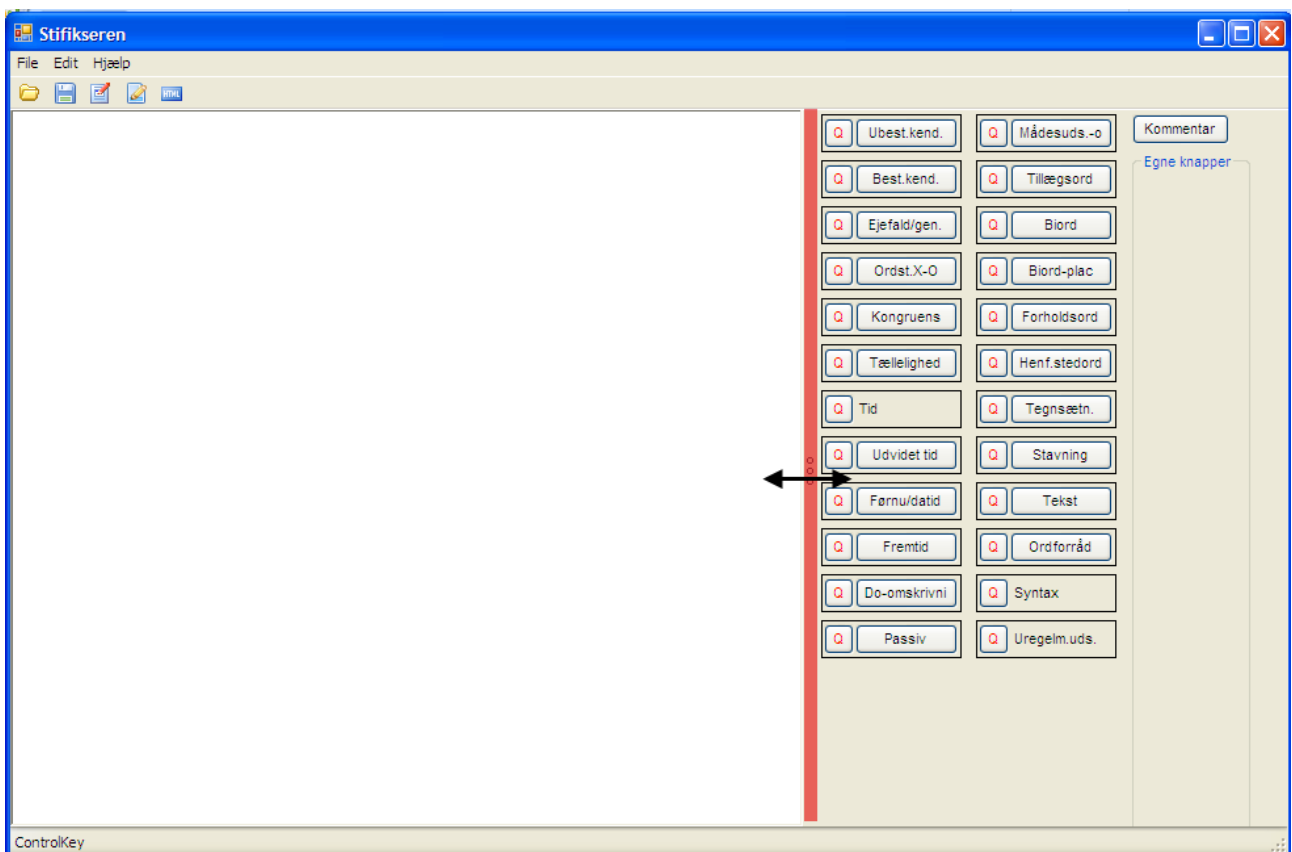 Stifikseren
File Edit Hjælp
HTML
Q Ubest.kend. Q Mådesuds.-o Kommentar
Egne knapper
Q Best.kend. Q Tillægsord
Q Ejefald/gen. Q Biord
Q Ordst.X-O Q Biord-plac
Q Kongruens Q Forholdsord
Q Tællelighed Q Henf.stedord
Q Tid Q Tegnsætn.
Q Udvidet tid Q Stavning
Q Førnu/datid Q Tekst
Q Fremtid Q Ordforråd
Q Do-omskrivni Q Syntax
Q Passiv Q Uregelm.uds.
ControlKey